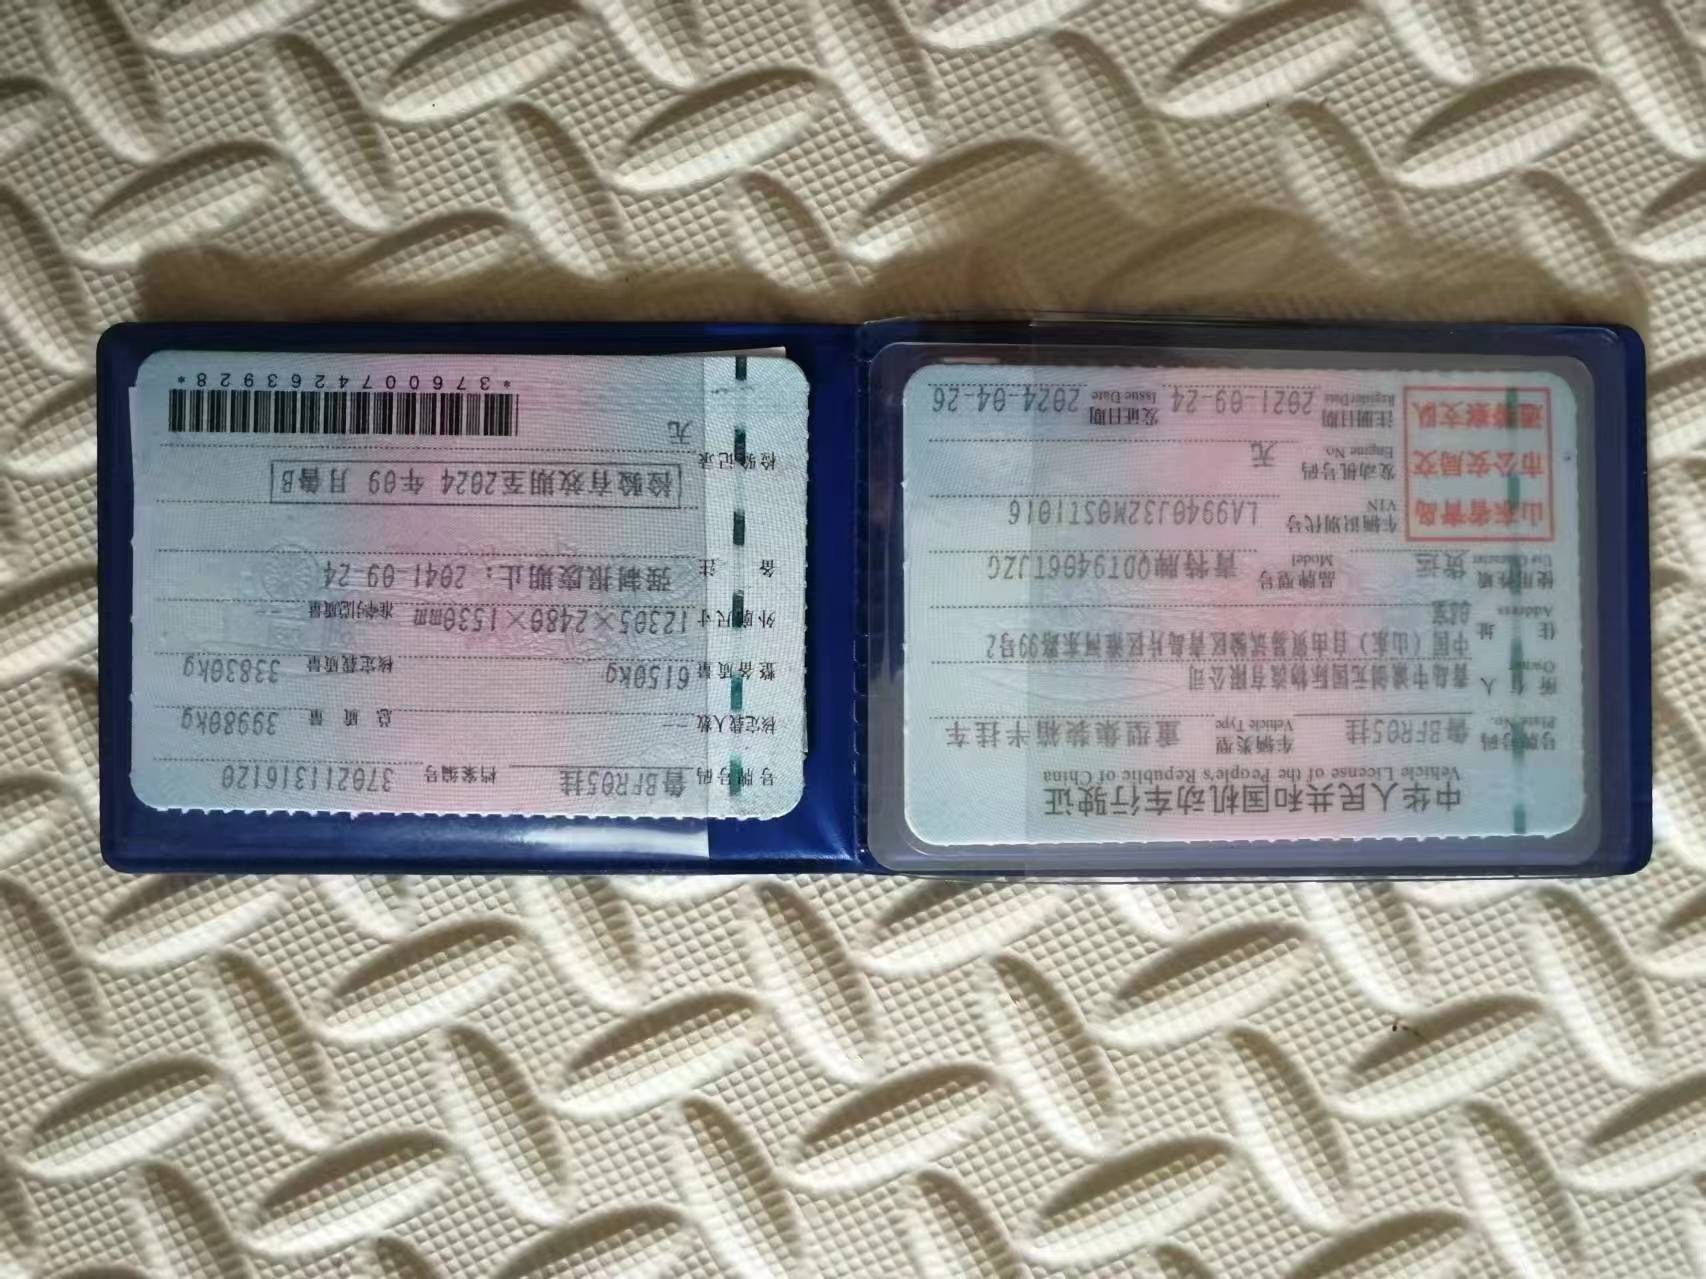 中华人民共和国机动车行驶证
Vehicle License of the People's Republic of China
号牌号码 鲁BFR05挂 车辆类型 重型集装箱半挂车
Plate No. Vehicle Type
所有人 青岛中瀛创元国际物流有限公司
Owner
住址 中国(山东)自由贸易试验区青岛片区淮河东路99号2
Address 08室
使用性质 货运 品牌型号 青特牌QDT9406TJZG
Use Character Model
山东省青岛
市公安局交
通警察支队
车辆识别代号 LA9940J32M0ST1016
VIN
发动机号码 无
Engine No.
注册日期 2021-09-24 发证日期 2024-04-26
Register Date Issue Date
号牌号码 鲁BFR05挂 档案编号 370211316120
核定载人数 -- 总质量 39980kg
整备质量 6150kg 核定载质量 33830kg
外廓尺寸 12305×2480×1530mm 准牵引总质量
备注 强制报废期止:2041-09-24
检验有效期至2024 年09 月鲁B
检验记录
无
*3760074263928*